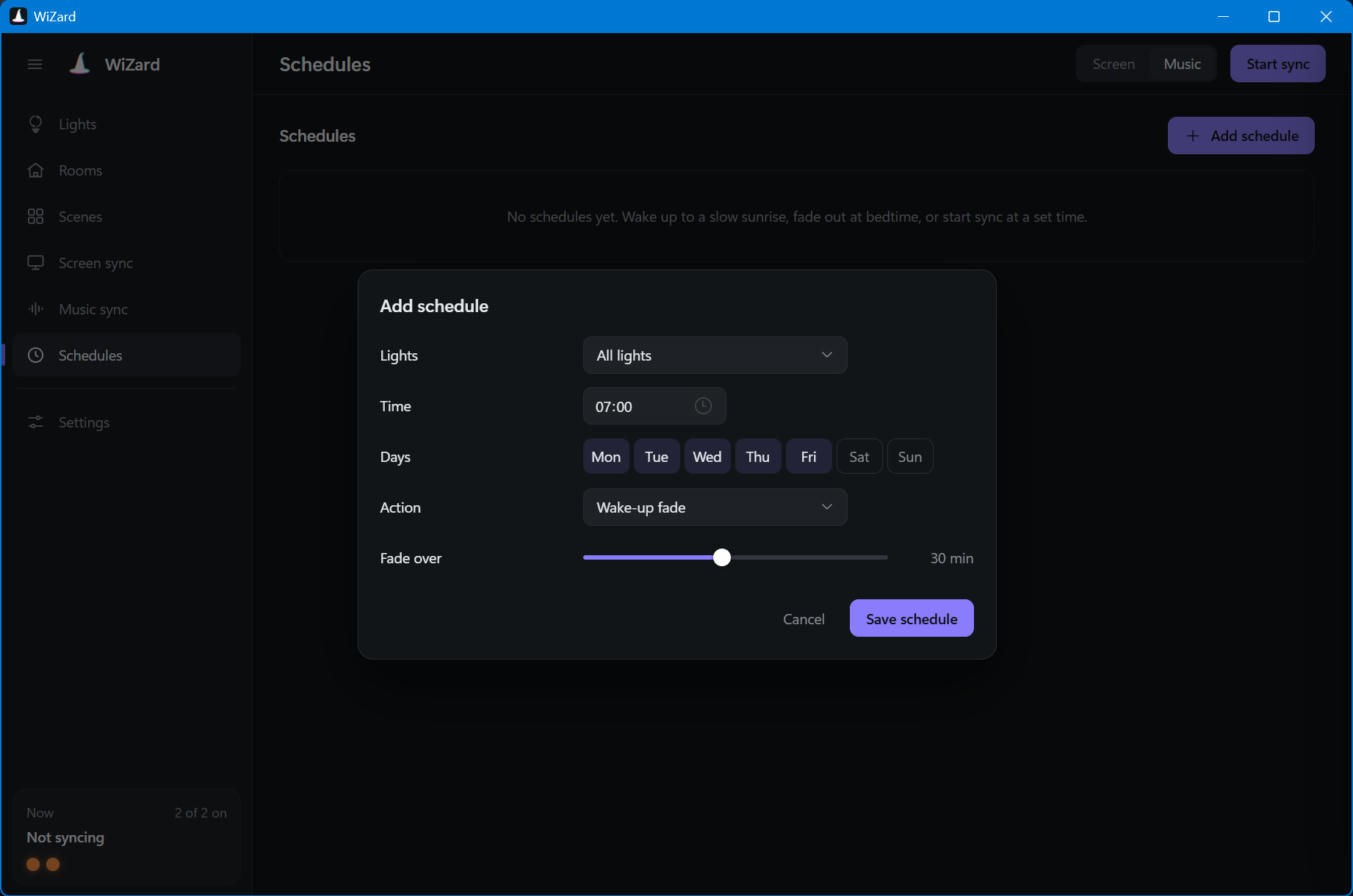 WiZard
WiZard
Schedules
Screen
Music
Start sync
Lights
Rooms
Scenes
Screen sync
Music sync
Schedules
Settings
Schedules
Add schedule
No schedules yet. Wake up to a slow sunrise, fade out at bedtime, or start sync at a set time.
Add schedule
Lights
All lights
Time
07:00
Days
Mon Tue Wed Thu Fri Sat Sun
Action
Wake-up fade
Fade over
30 min
Cancel
Save schedule
Now
2 of 2 on
Not syncing